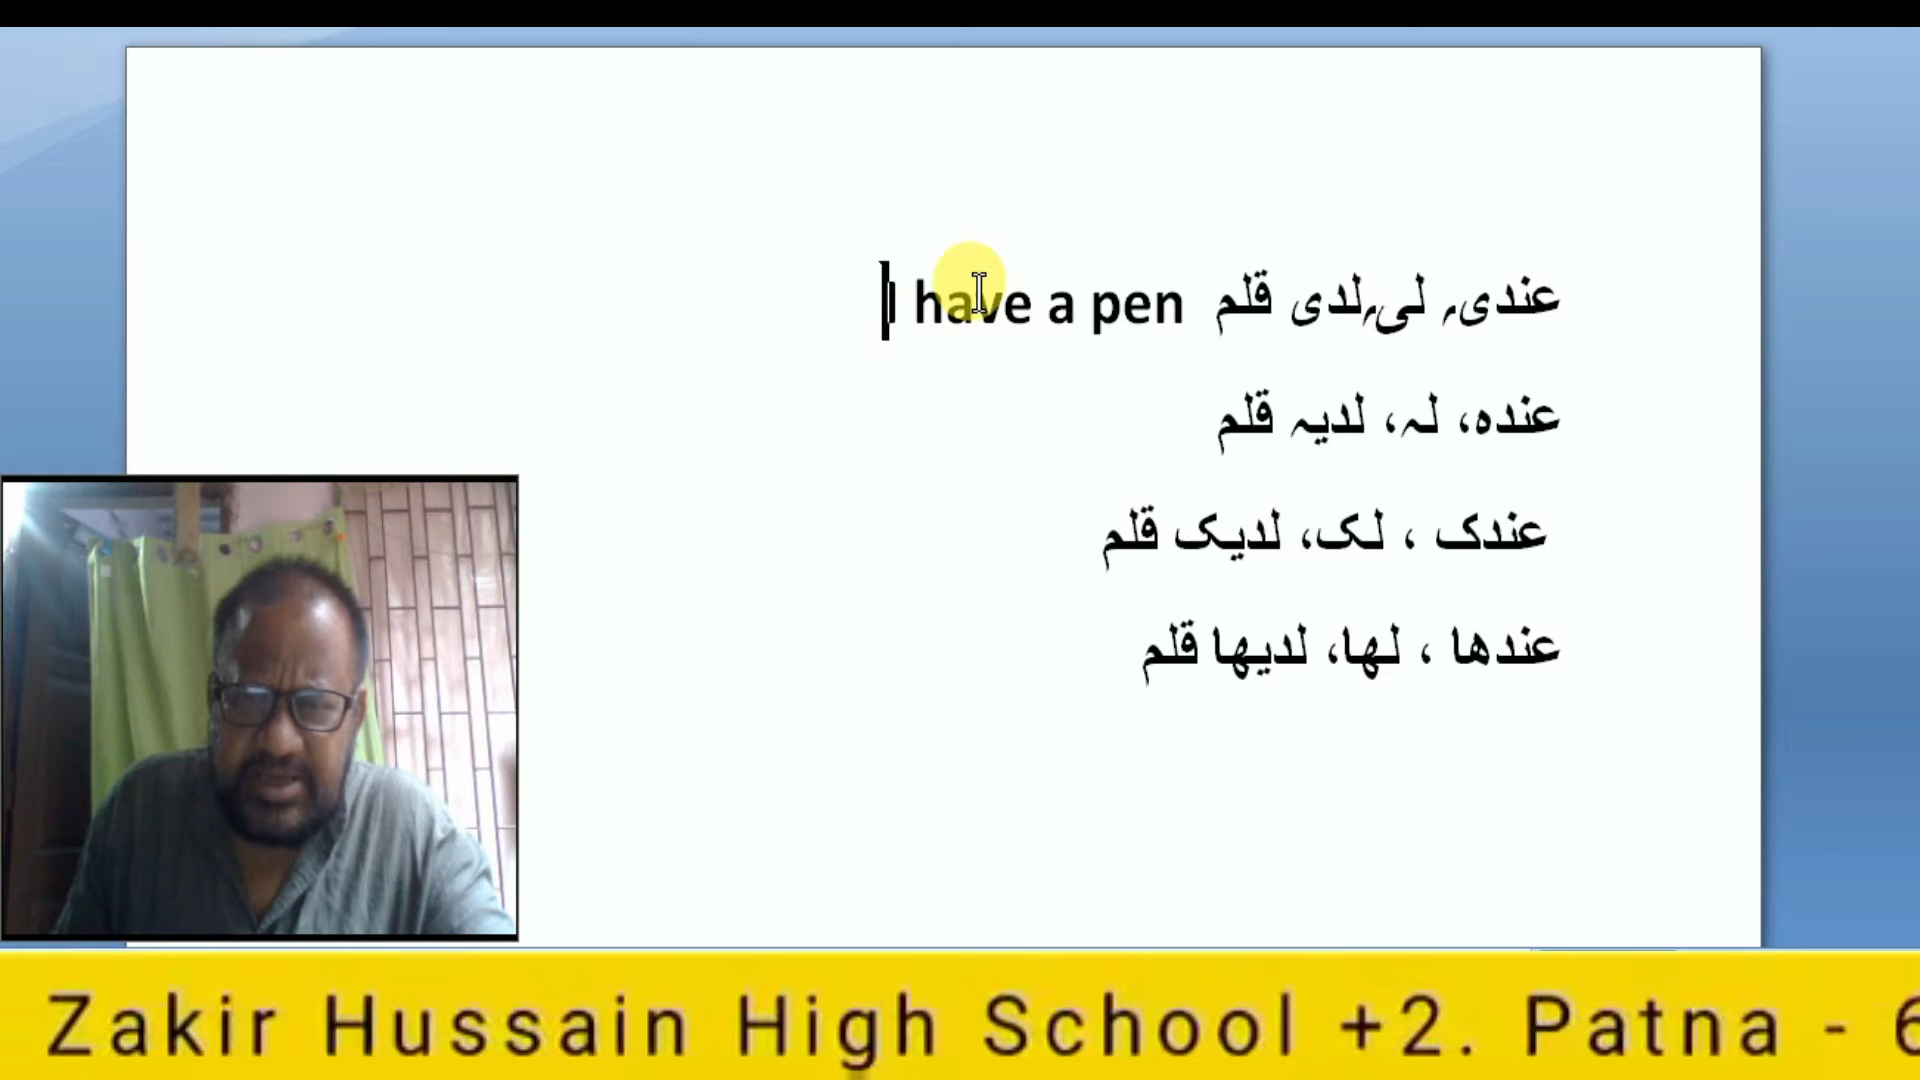 عندی؍ لی؍لدی قلم I have a pen
عندہ، لہ، لدیہ قلم
عندک ، لک، لدیک قلم
عندھا ، لھا، لدیھا قلم
Zakir Hussain High School +2. Patna - 6